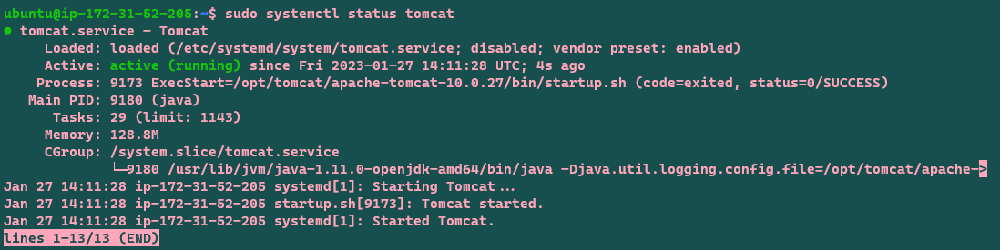 ubuntu@ip-172-31-52-205:~$ sudo systemctl status tomcat
● tomcat.service - Tomcat
     Loaded: loaded (/etc/systemd/system/tomcat.service; disabled; vendor preset: enabled)
     Active: active (running) since Fri 2023-01-27 14:11:28 UTC; 4s ago
    Process: 9173 ExecStart=/opt/tomcat/apache-tomcat-10.0.27/bin/startup.sh (code=exited, status=0/SUCCESS)
   Main PID: 9180 (java)
      Tasks: 29 (limit: 1143)
     Memory: 128.8M
     CGroup: /system.slice/tomcat.service
             └─9180 /usr/lib/jvm/java-1.11.0-openjdk-amd64/bin/java -Djava.util.logging.config.file=/opt/tomcat/apache->
Jan 27 14:11:28 ip-172-31-52-205 systemd[1]: Starting Tomcat...
Jan 27 14:11:28 ip-172-31-52-205 startup.sh[9173]: Tomcat started.
Jan 27 14:11:28 ip-172-31-52-205 systemd[1]: Started Tomcat.
lines 1-13/13 (END)